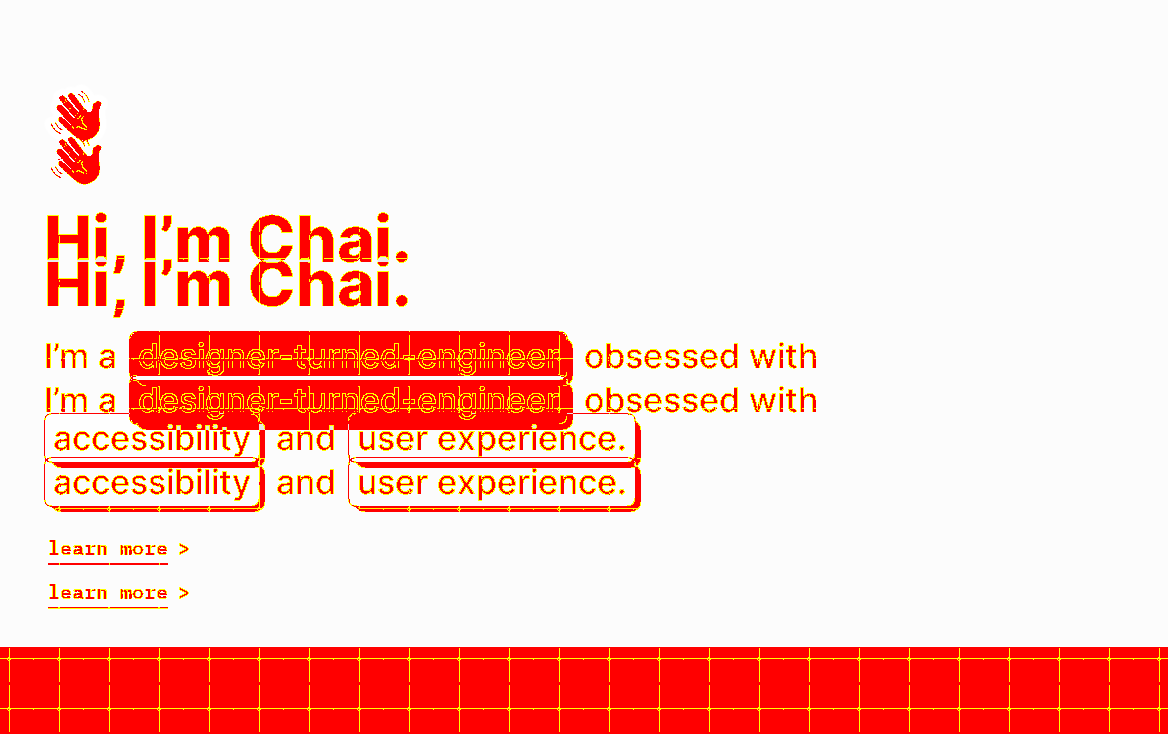 Hi, I’m Chai.
Hi, I’m Chai.
I’m a designer-turned-engineer obsessed with
I’m a designer-turned-engineer obsessed with
accessibility and user experience.
accessibility and user experience.
learn more >
learn more >